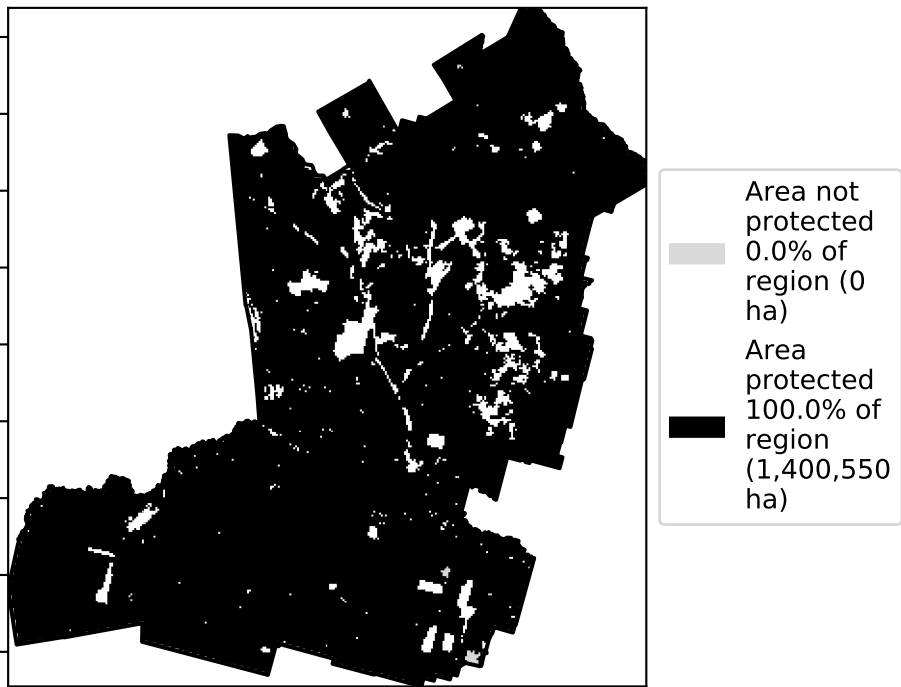 Area not
protected
0.0% of
region (0
ha)
Area
protected
100.0% of
region
(1,400,550
ha)